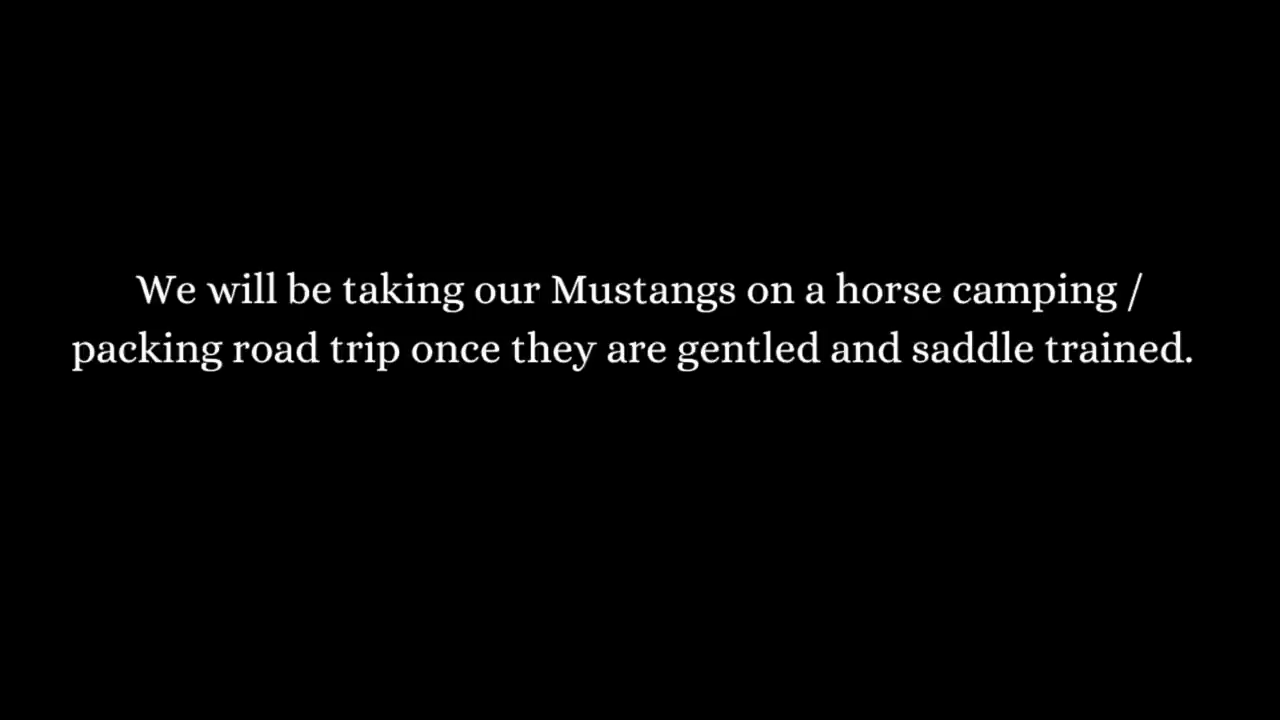 We will be taking our Mustangs on a horse camping /
packing road trip once they are gentled and saddle trained.